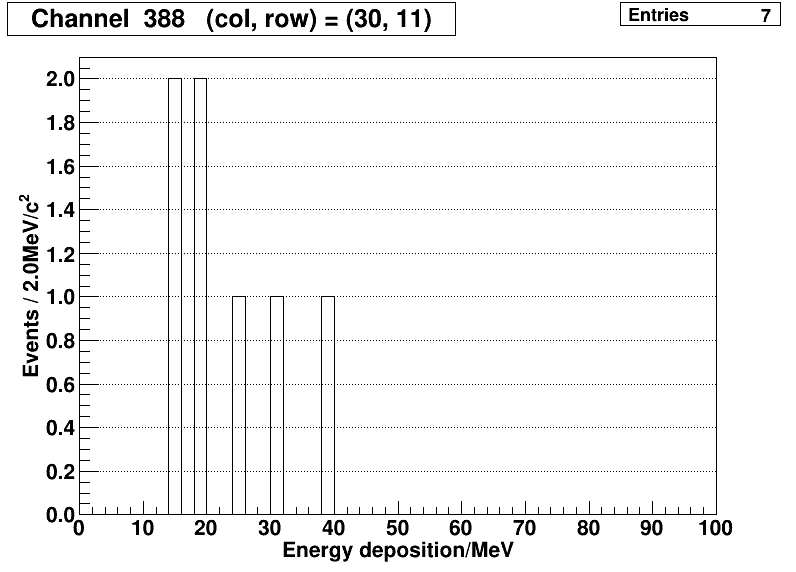 Channel  388   (col, row) = (30, 11)
Entries 7
2.0
1.8
1.6
1.4
1.2
1.0
0.8
0.6
0.4
0.2
0.0
Events / 2.0MeV/c²
0 10 20 30 40 50 60 70 80 90 100
Energy deposition/MeV